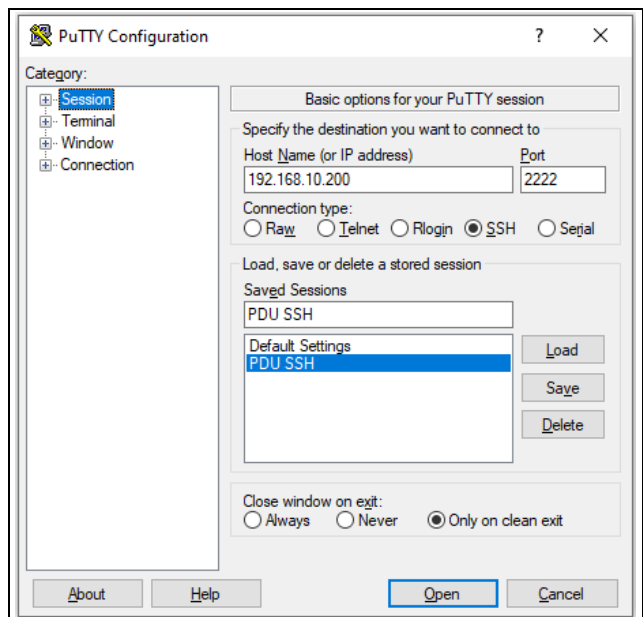 PuTTY Configuration ? X
Category:
Session
Terminal
Window
Connection
Basic options for your PuTTY session
Specify the destination you want to connect to
Host Name (or IP address) Port
192.168.10.200 2222
Connection type:
Raw Telnet Rlogin SSH Serial
Load, save or delete a stored session
Saved Sessions
PDU SSH
Default Settings
PDU SSH
Load
Save
Delete
Close window on exit:
Always Never Only on clean exit
About Help Open Cancel